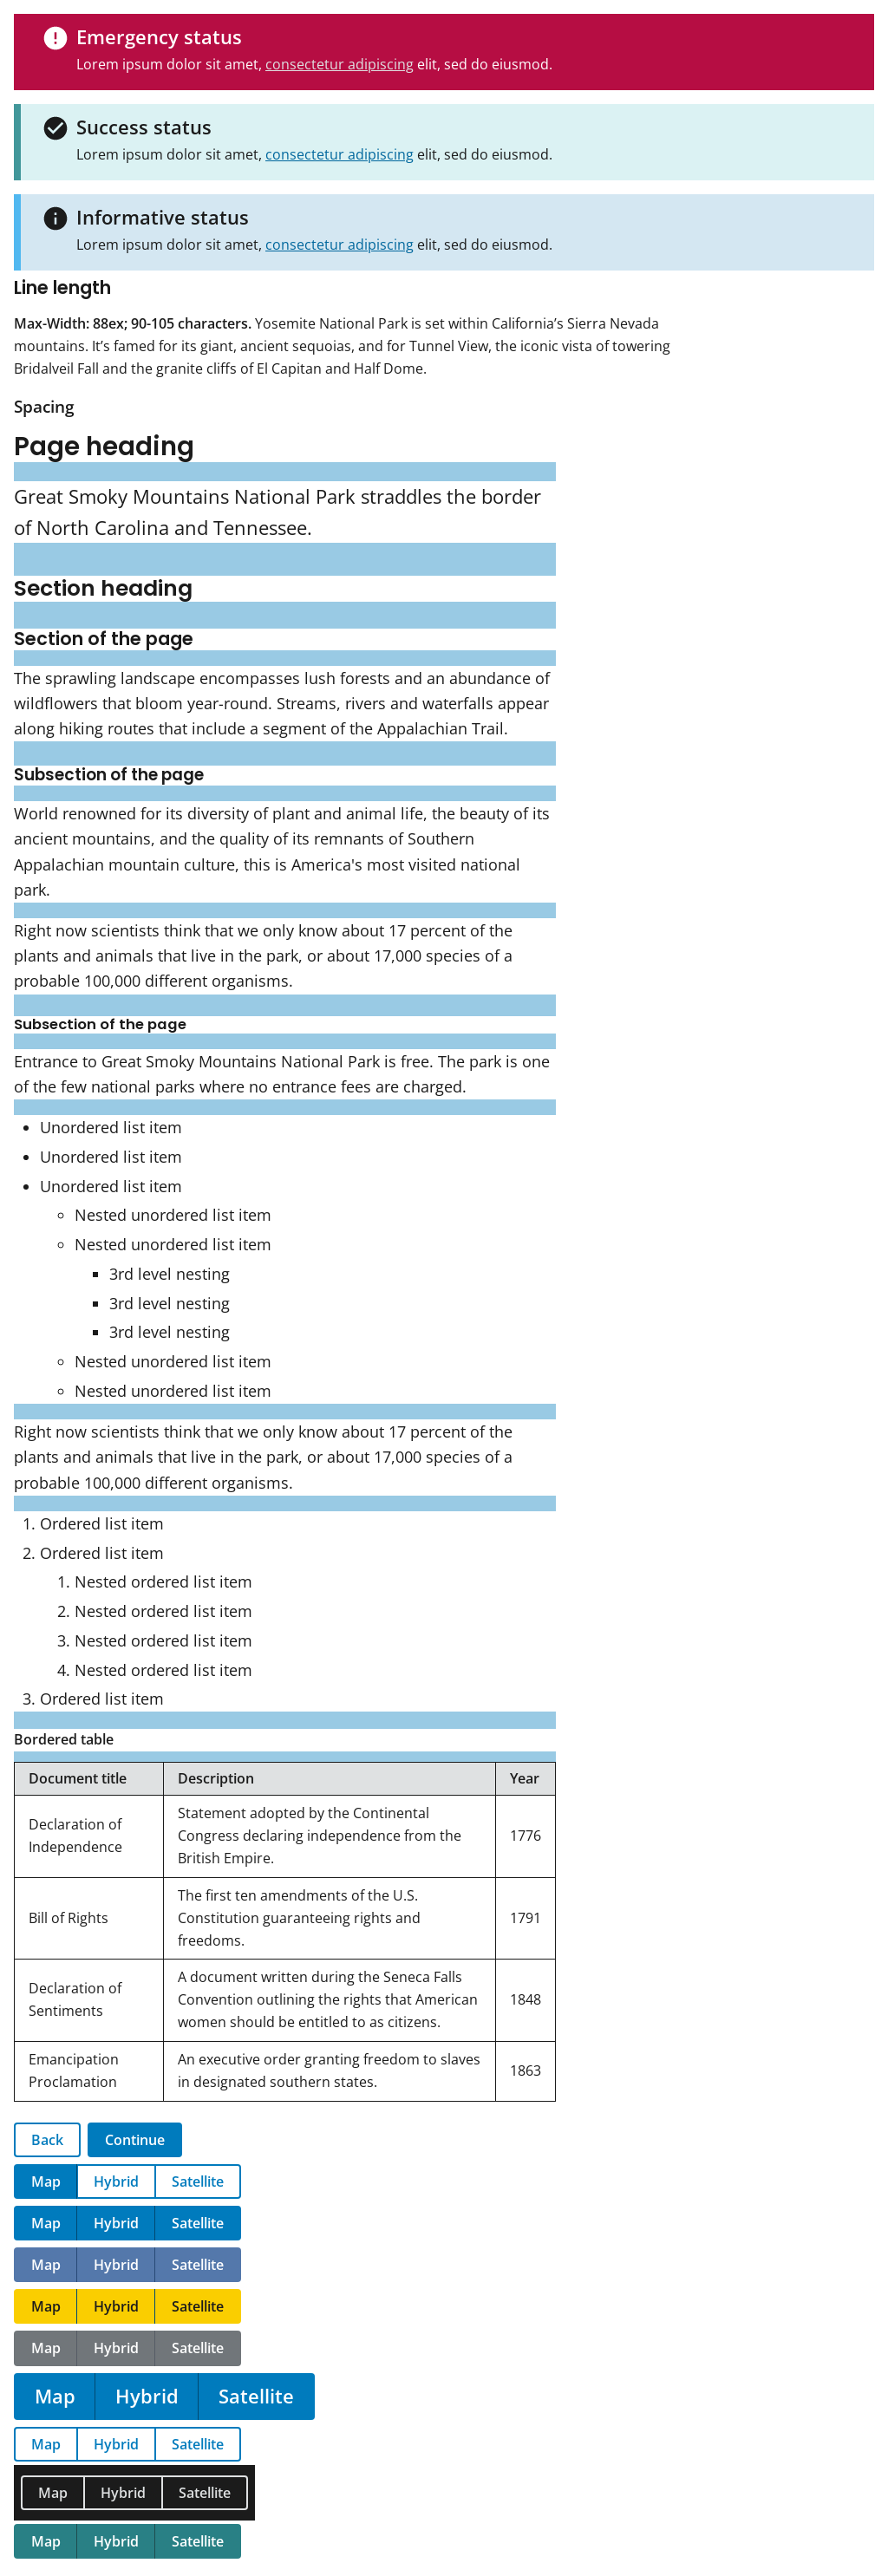 Emergency status
Lorem ipsum dolor sit amet, consectetur adipiscing elit, sed do eiusmod.
Success status
Lorem ipsum dolor sit amet, consectetur adipiscing elit, sed do eiusmod.
Informative status
Lorem ipsum dolor sit amet, consectetur adipiscing elit, sed do eiusmod.
Line length
Max-Width: 88ex; 90-105 characters. Yosemite National Park is set within California’s Sierra Nevada
mountains. It’s famed for its giant, ancient sequoias, and for Tunnel View, the iconic vista of towering
Bridalveil Fall and the granite cliffs of El Capitan and Half Dome.
Spacing
Page heading
Great Smoky Mountains National Park straddles the border
of North Carolina and Tennessee.
Section heading
Section of the page
The sprawling landscape encompasses lush forests and an abundance of
wildflowers that bloom year-round. Streams, rivers and waterfalls appear
along hiking routes that include a segment of the Appalachian Trail.
Subsection of the page
World renowned for its diversity of plant and animal life, the beauty of its
ancient mountains, and the quality of its remnants of Southern
Appalachian mountain culture, this is America's most visited national
park.
Right now scientists think that we only know about 17 percent of the
plants and animals that live in the park, or about 17,000 species of a
probable 100,000 different organisms.
Subsection of the page
Entrance to Great Smoky Mountains National Park is free. The park is one
of the few national parks where no entrance fees are charged.
• Unordered list item
• Unordered list item
• Unordered list item
◦ Nested unordered list item
◦ Nested unordered list item
▪ 3rd level nesting
▪ 3rd level nesting
▪ 3rd level nesting
◦ Nested unordered list item
◦ Nested unordered list item
Right now scientists think that we only know about 17 percent of the
plants and animals that live in the park, or about 17,000 species of a
probable 100,000 different organisms.
1. Ordered list item
2. Ordered list item
1. Nested ordered list item
2. Nested ordered list item
3. Nested ordered list item
4. Nested ordered list item
3. Ordered list item
Bordered table
Document title Description Year
Declaration of
Independence
Statement adopted by the Continental
Congress declaring independence from the
British Empire.
1776
Bill of Rights
The first ten amendments of the U.S.
Constitution guaranteeing rights and
freedoms.
1791
Declaration of
Sentiments
A document written during the Seneca Falls
Convention outlining the rights that American
women should be entitled to as citizens.
1848
Emancipation
Proclamation
An executive order granting freedom to slaves
in designated southern states.
1863
Back Continue
Map Hybrid Satellite
Map Hybrid Satellite
Map Hybrid Satellite
Map Hybrid Satellite
Map Hybrid Satellite
Map Hybrid Satellite
Map Hybrid Satellite
Map Hybrid Satellite
Map Hybrid Satellite